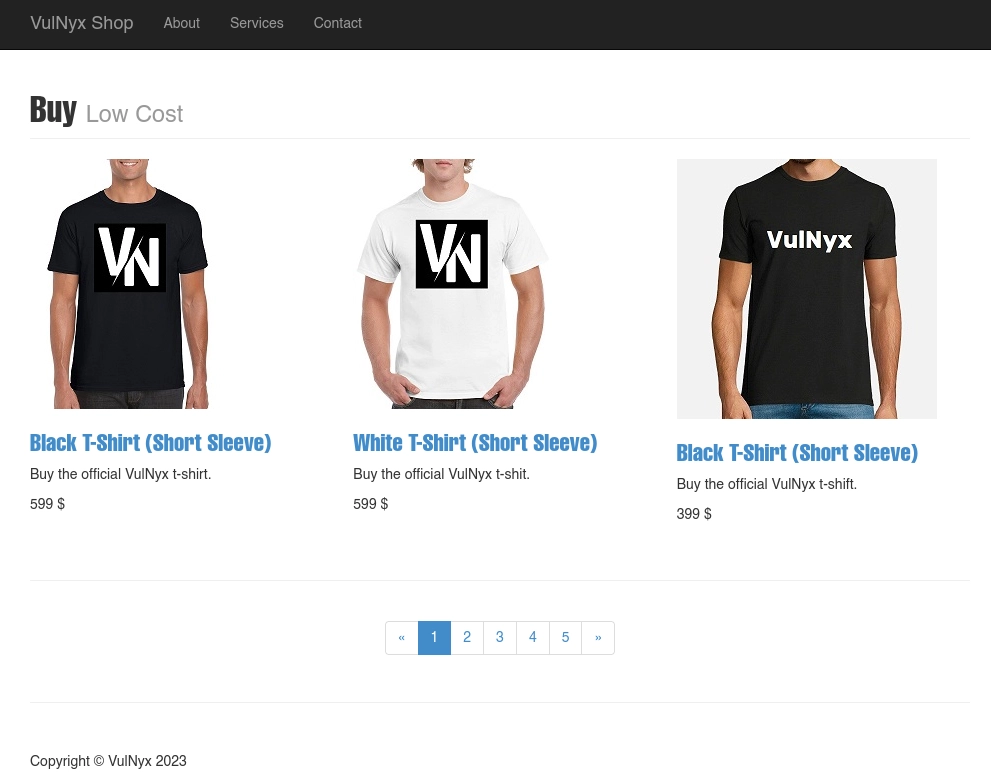 VulNyx Shop About Services Contact
Buy Low Cost
VN
VN
VulNyx
Black T-Shirt (Short Sleeve)
Buy the official VulNyx t-shirt.
599 $
White T-Shirt (Short Sleeve)
Buy the official VulNyx t-shit.
599 $
Black T-Shirt (Short Sleeve)
Buy the official VulNyx t-shift.
399 $
« 1 2 3 4 5 »
Copyright © VulNyx 2023